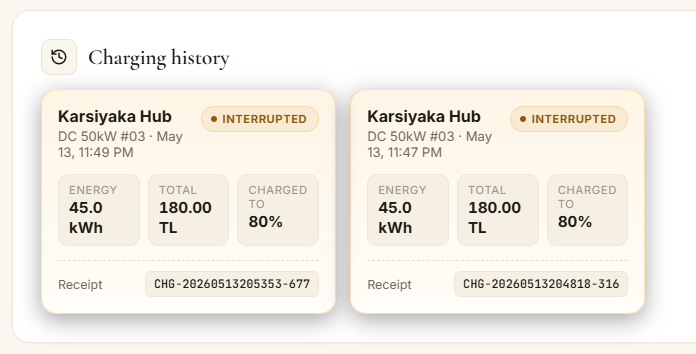 Charging history
Karsiyaka Hub
INTERRUPTED
DC 50kW #03 · May
13, 11:49 PM
ENERGY
45.0
kWh
TOTAL
180.00
TL
CHARGED
TO
80%
Receipt
CHG-20260513205353-677
Karsiyaka Hub
INTERRUPTED
DC 50kW #03 · May
13, 11:47 PM
ENERGY
45.0
kWh
TOTAL
180.00
TL
CHARGED
TO
80%
Receipt
CHG-20260513204818-316